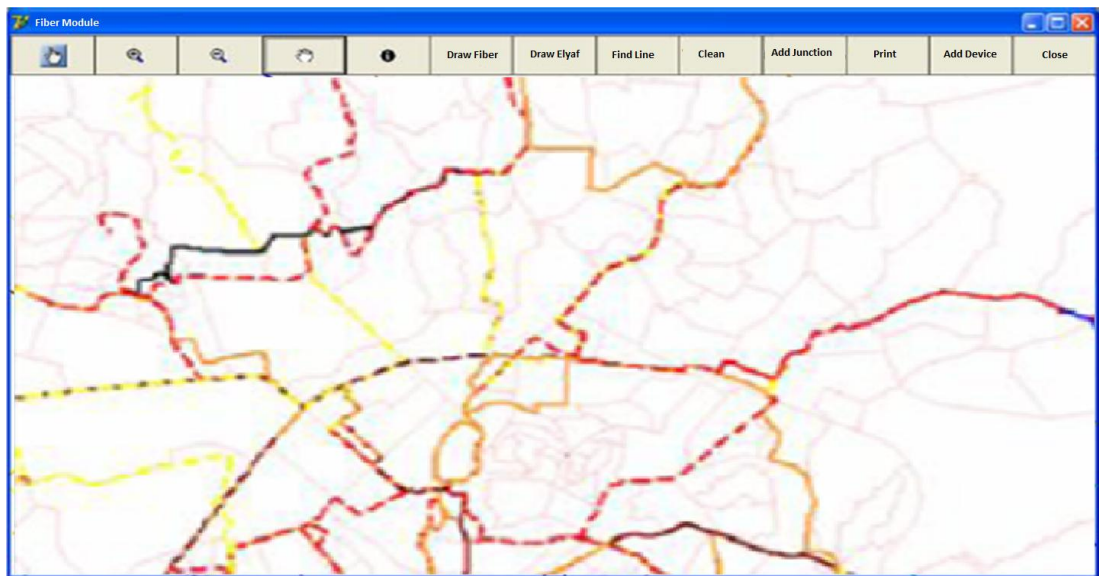 Fiber Module
Draw Fiber
Draw Elyaf
Find Line
Clean
Add Junction
Print
Add Device
Close